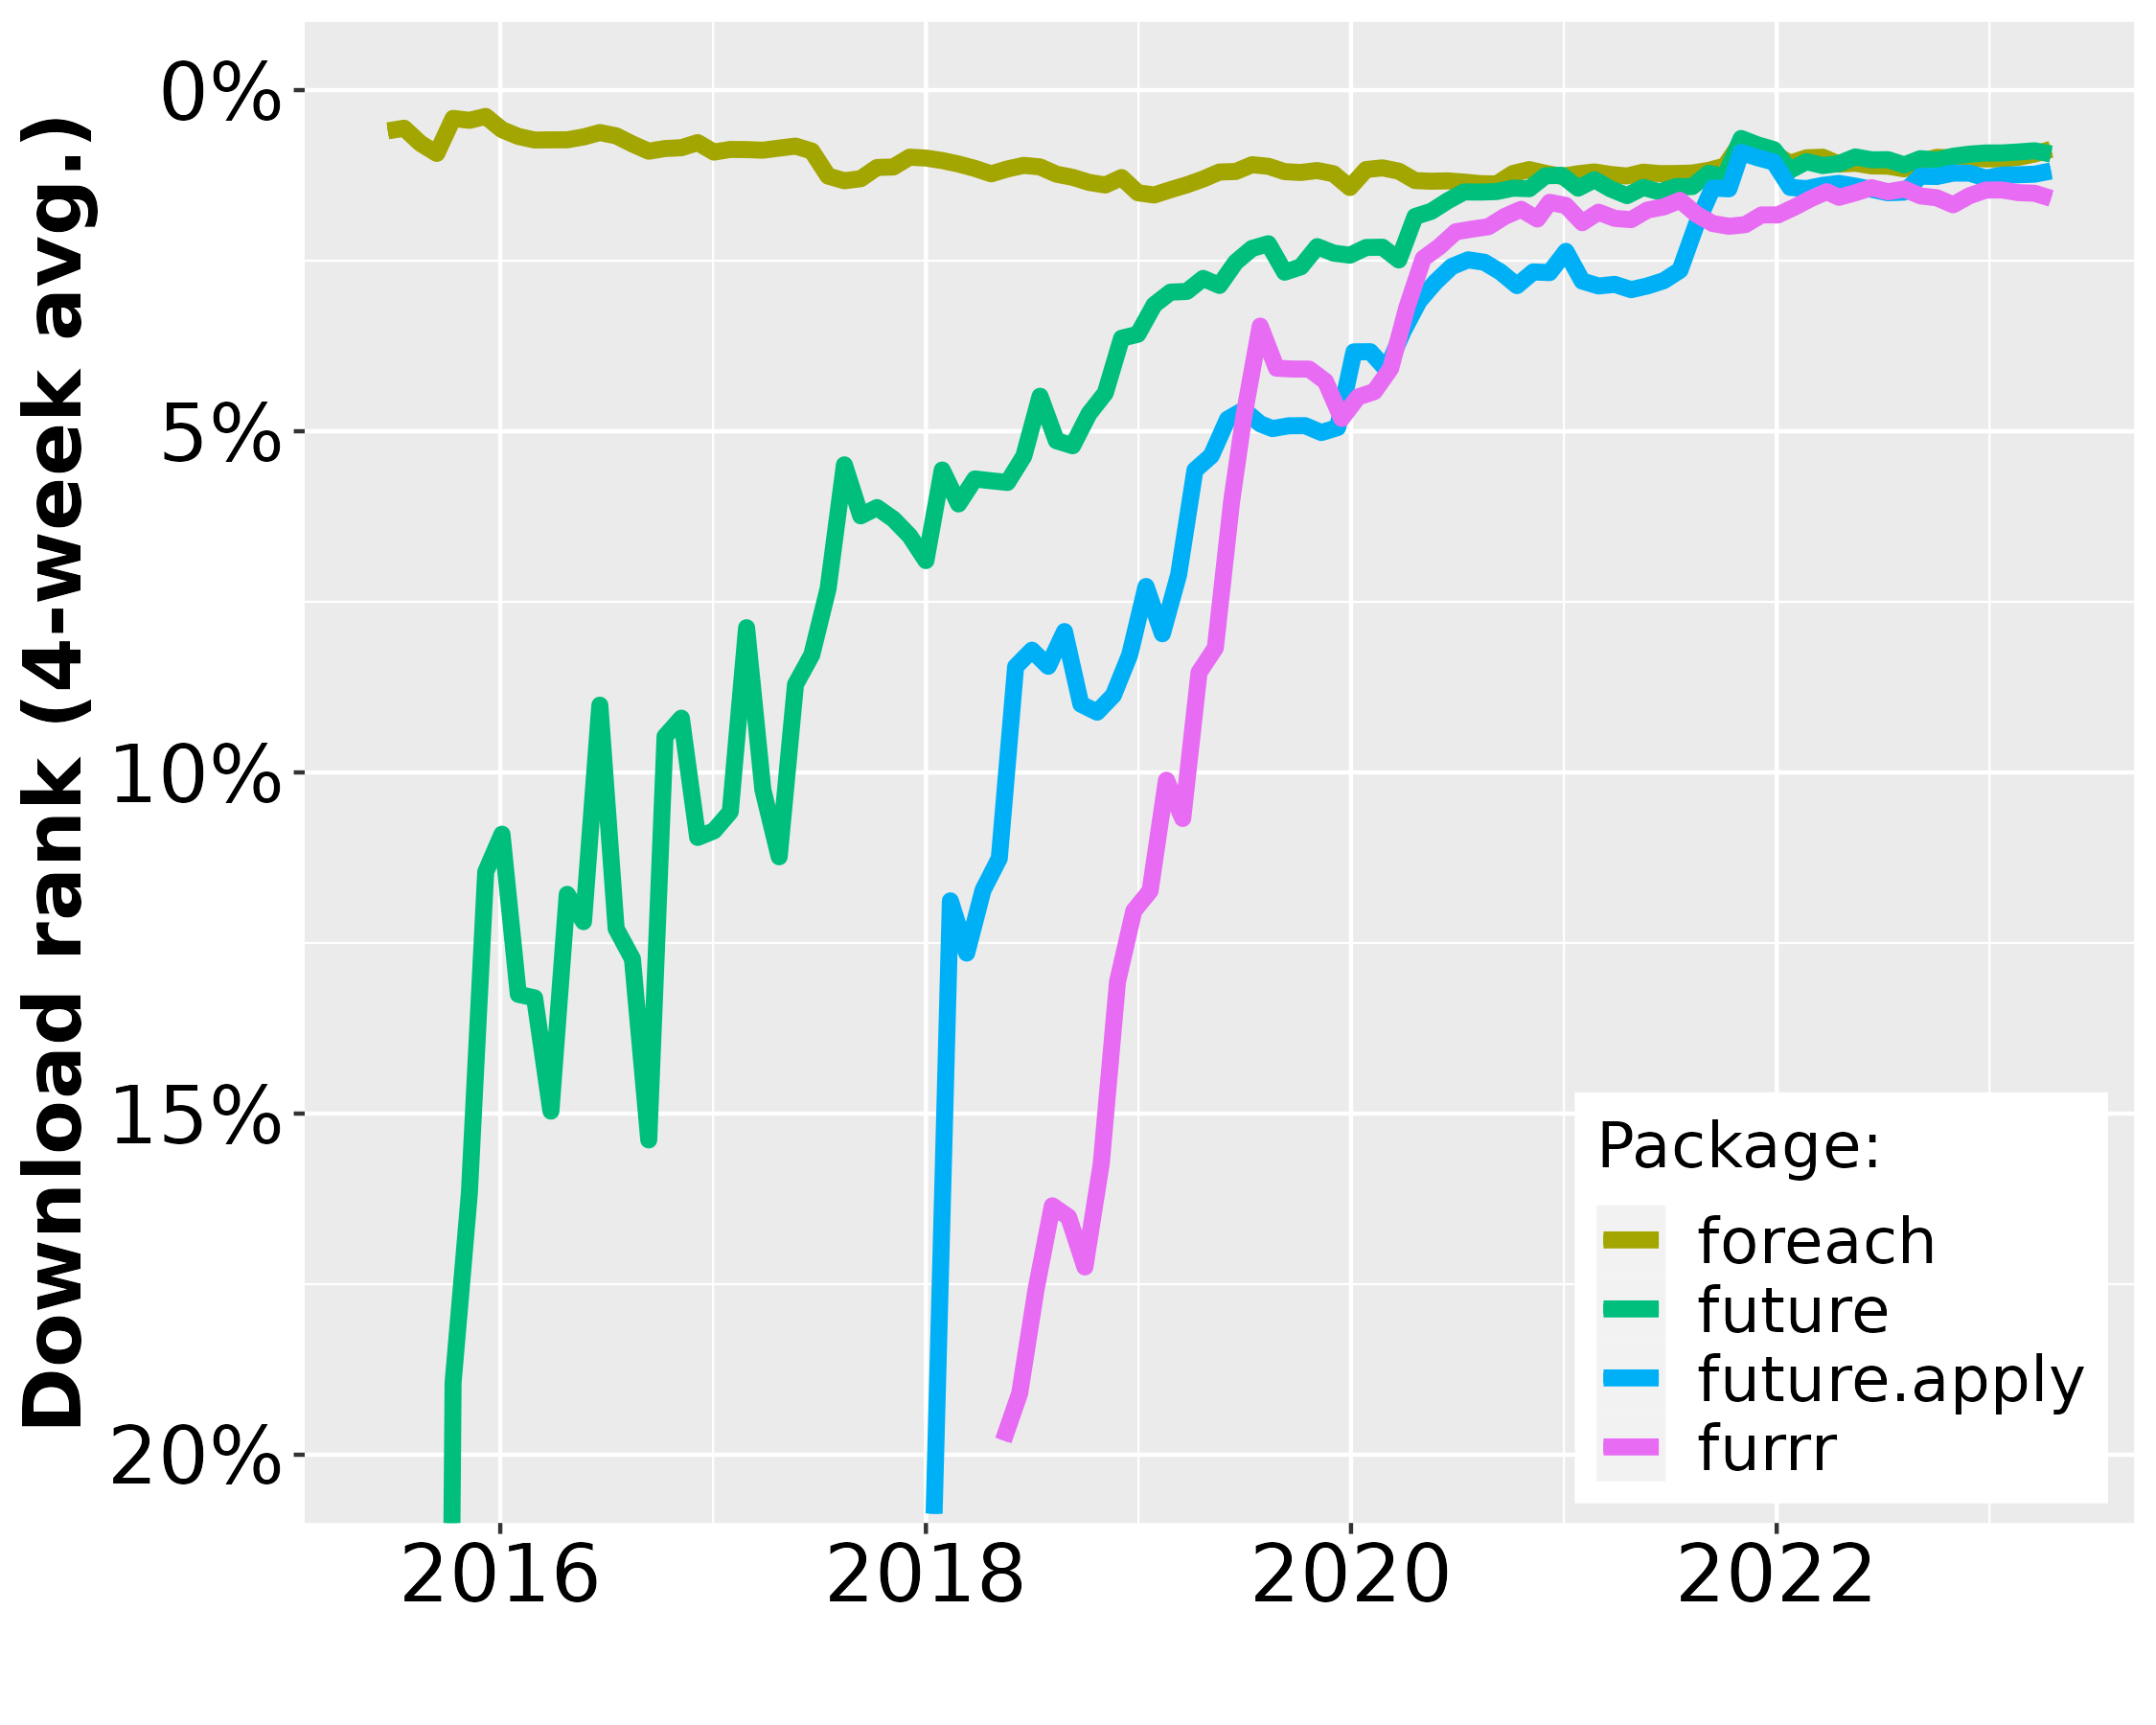 Download rank (4-week avg.)
0%
5%
10%
15%
20%
2016 2018 2020 2022
Package:
foreach
future
future.apply
furrr